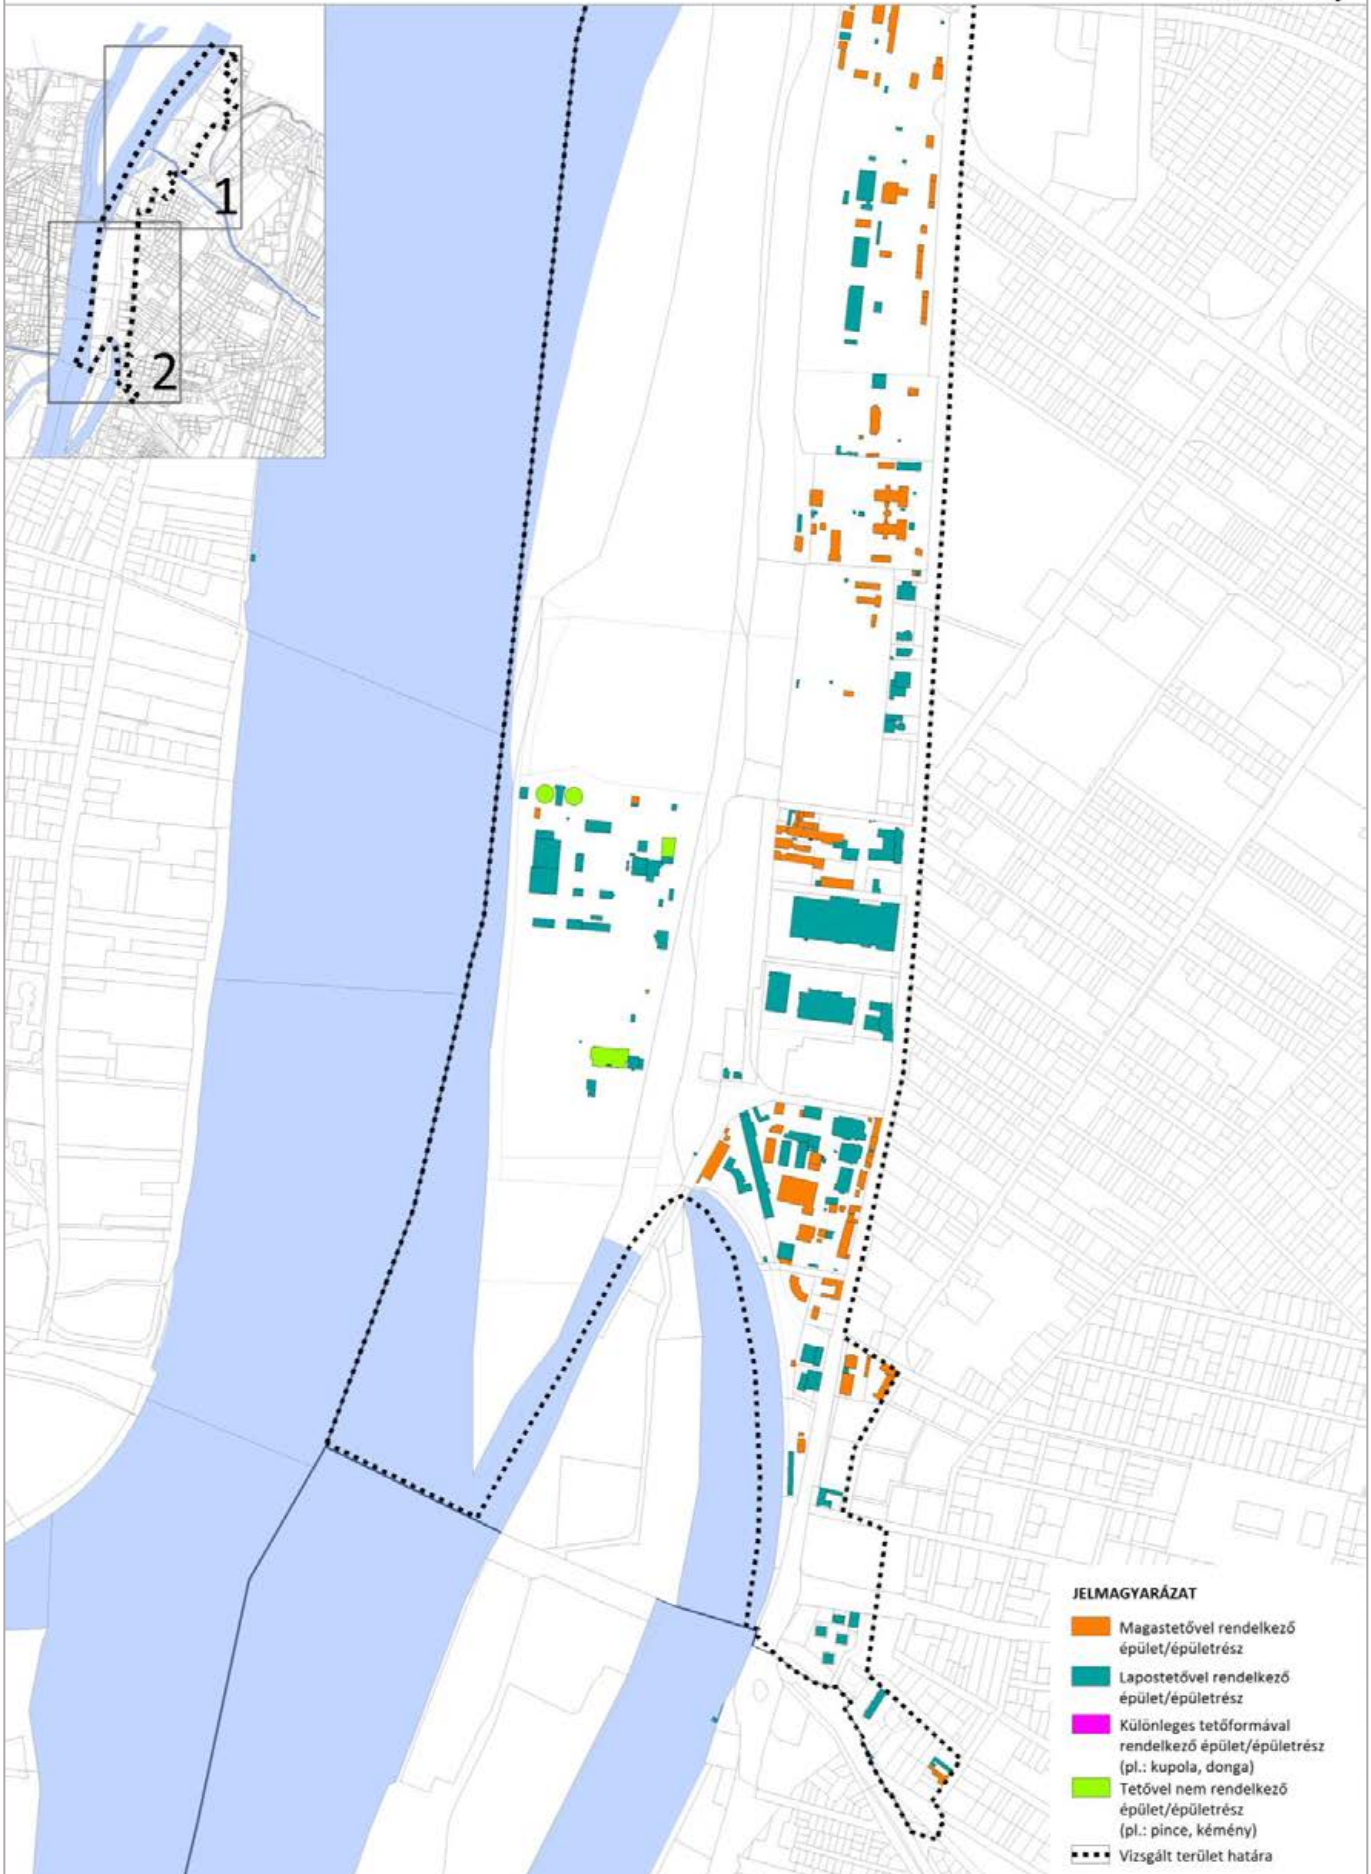 1
2
JELMAGYARÁZAT
Magastetővel rendelkező
épület/épületrész
Lapostetővel rendelkező
épület/épületrész
Különleges tetőformával
rendelkező épület/épületrész
(pl.: kupola, donga)
Tetővel nem rendelkező
épület/épületrész
(pl.: pince, kémény)
Vizsgált terület határa